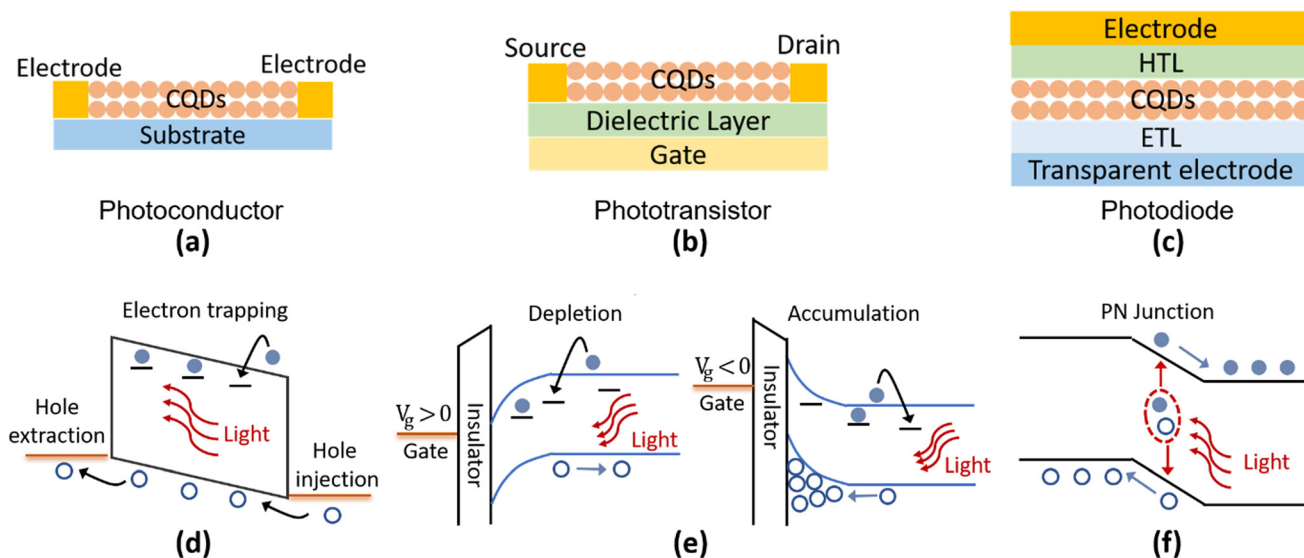 Electrode
Electrode
CQDs
Substrate
Photoconductor
(a)
Source
Drain
CQDs
Dielectric Layer
Gate
Phototransistor
(b)
Electrode
HTL
CQDs
ETL
Transparent electrode
Photodiode
(c)
Electron trapping
Hole
extraction
Light
Hole
injection
(d)
Depletion
Vg > 0
Gate
Insulator
Light
Accumulation
Vg < 0
Gate
Insulator
Light
(e)
PN Junction
Light
(f)